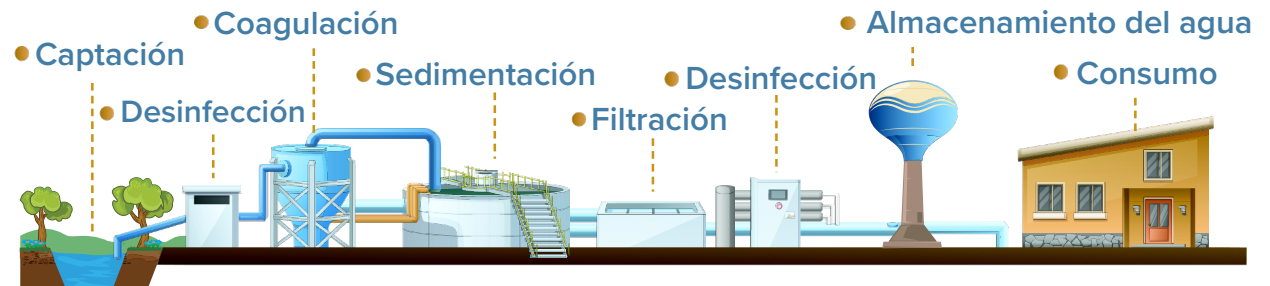 Captación
Desinfección
Coagulación
Sedimentación
Filtración
Desinfección
Almacenamiento del agua
Consumo